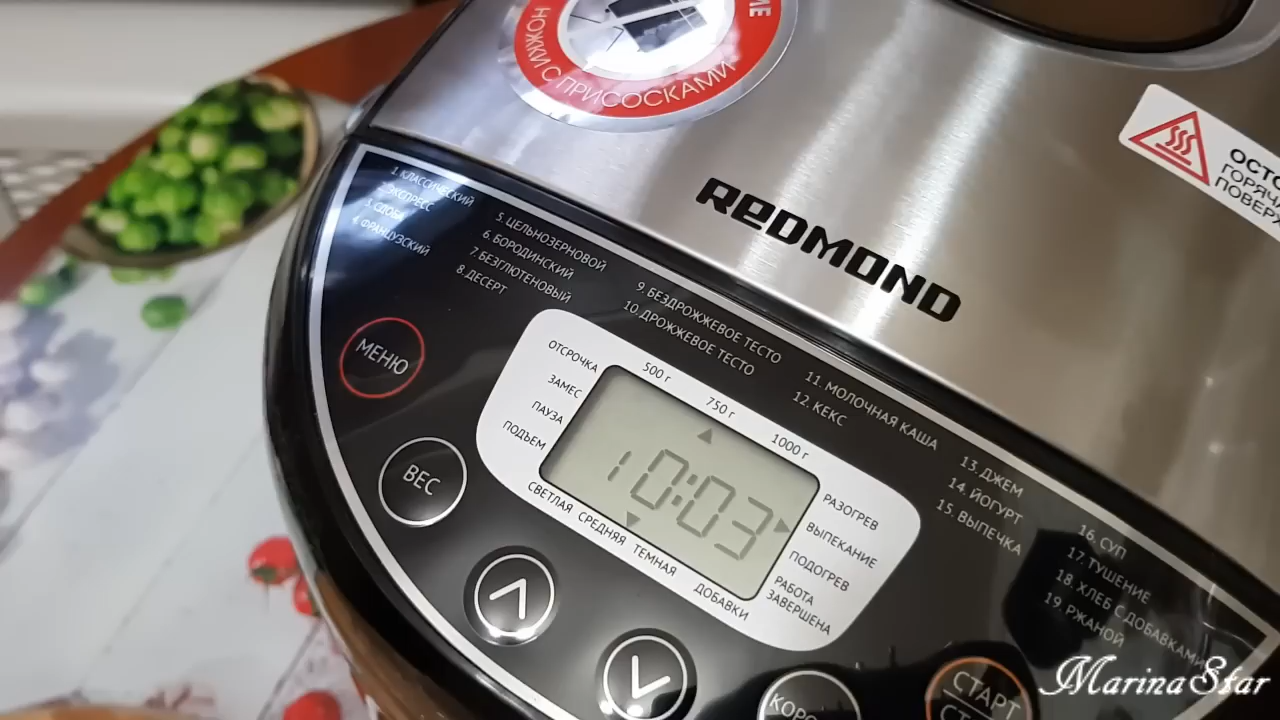 НОЖКИ С ПРИСОСКАМИ
REDMOND
ГОРЯЧ
ПОВЕР
1. КЛАССИЧЕСКИЙ
2. ЭКСПРЕСС
3. СДОБА
4. ФРАНЦУЗСКИЙ
5. ЦЕЛЬНОЗЕРНОВОЙ
6. БОРОДИНСКИЙ
7. БЕЗГЛЮТЕНОВЫЙ
8. ДЕСЕРТ
9. БЕЗДРОЖЖЕВОЕ ТЕСТО
10. ДРОЖЖЕВОЕ ТЕСТО
11. МОЛОЧНАЯ КАША
12. КЕКС
13. ДЖЕМ
14. ЙОГУРТ
15. ВЫПЕЧКА
16. СУП
17. ТУШЕНИЕ
18. ХЛЕБ С ДОБАВКАМИ
19. РЖАНОЙ
МЕНЮ
ВЕС
ОТСРОЧКА
ЗАМЕС
ПАУЗА
ПОДЪЕМ
500 г
750 г
1000 г
10:03
РАЗОГРЕВ
ВЫПЕКАНИЕ
ПОДОГРЕВ
РАБОТА
ЗАВЕРШЕНА
СВЕТЛАЯ СРЕДНЯЯ ТЕМНАЯ ДОБАВКИ
КОРО
СТАРТ
MarinaStar